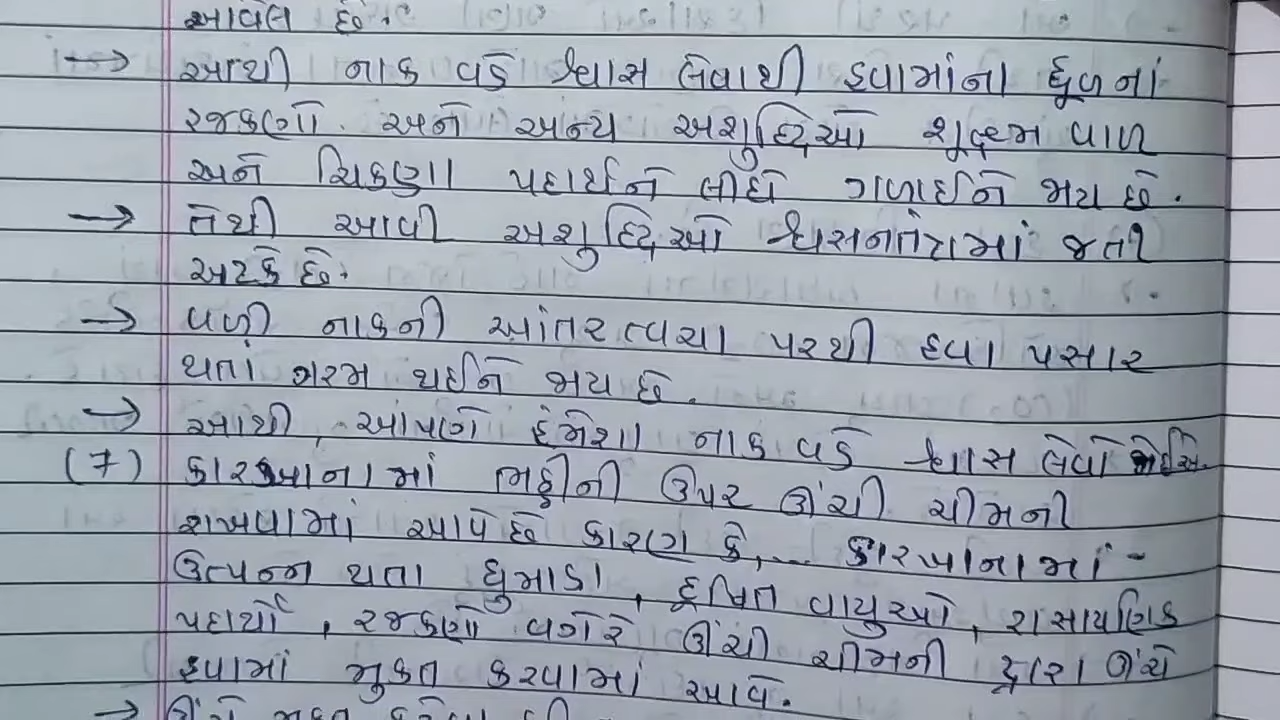 આવેલ છે.
→ આથી નાક વડે શ્વાસ લેવાથી હવામાંના ધૂળનાં
રજકણો અને અન્ય અશુદ્ધિઓ સૂક્ષ્મ વાળ
અને ચિકણા પદાર્થને લીધે ગળાઈને જાય છે.
→ તેથી આવી અશુદ્ધિઓ શ્વસનતંત્રમાં જતી
અટકે છે.
→ વળી નાકની આંતરત્વચા પરથી હવા પસાર
થતાં ગરમ થઈને જાય છે.
→ આથી, આપણે હંમેશા નાક વડે શ્વાસ લેવો જોઈએ.
(7) કારખાનામાં ભઠ્ઠીની ઉપર ઊંચી ચીમની
રાખવામાં આવે છે કારણ કે,... કારખાનામાં -
ઉત્પન્ન થતા ધુમાડા, દૂષિત વાયુઓ, રાસાયણિક
પદાર્થો, રજકણો વગેરે ઊંચી ચીમની દ્વારા ઊંચે
હવામાં મુક્ત કરવામાં આવે.
→ ઊંચે મુક્ત